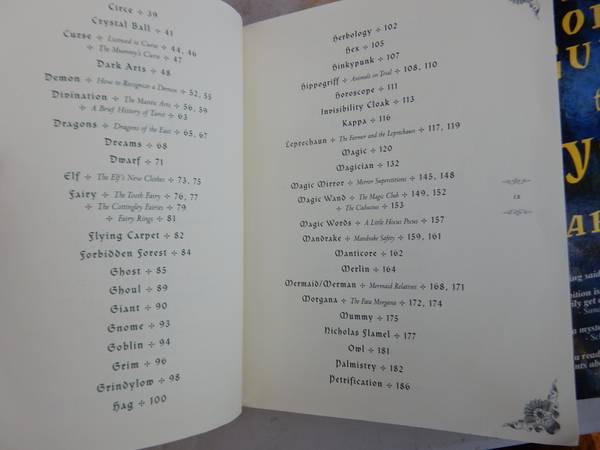 Circe ÷ 39
Crystal Ball ÷ 41
Curse ÷ Licensed to Curse ÷ 44, 46
÷ The Mummy's Curse ÷ 47
Dark Arts ÷ 48
Demon ÷ How to Recognize a Demon ÷ 52, 55
Divination ÷ The Mantic Arts ÷ 56, 59
÷ A Brief History of Tarot ÷ 63
Dragons ÷ Dragons of the East ÷ 65, 67
Dreams ÷ 68
Dwarf ÷ 71
Elf ÷ The Elf's New Clothes ÷ 73, 75
Fairy ÷ The Tooth Fairy ÷ 76, 77
÷ The Cottingley Fairies ÷ 79
÷ Fairy Rings ÷ 81
Flying Carpet ÷ 82
Forbidden Forest ÷ 84
Ghost ÷ 85
Ghoul ÷ 89
Giant ÷ 90
Gnome ÷ 93
Goblin ÷ 94
Grim ÷ 96
Grindylow ÷ 98
Hag ÷ 100
Herbology ÷ 102
Hex ÷ 105
Hinkypunk ÷ 107
Hippogriff ÷ Animals on Trial ÷ 108, 110
Horoscope ÷ 111
Invisibility Cloak ÷ 113
Kappa ÷ 116
Leprechaun ÷ The Farmer and the Leprechaun ÷ 117, 119
Magic ÷ 120
Magician ÷ 132
Magic Mirror ÷ Mirror Superstitions ÷ 145, 148
Magic Wand ÷ The Magic Club ÷ 149, 152
÷ The Caduceus ÷ 153
Magic Words ÷ A Little Hocus Pocus ÷ 157
Mandrake ÷ Mandrake Safety ÷ 159, 161
Manticore ÷ 162
Merlin ÷ 164
Mermaid/Merman ÷ Mermaid Relations ÷ 168, 171
Morgana ÷ The Fata Morgana ÷ 172, 174
Mummy ÷ 175
Nicholas Flamel ÷ 177
Owl ÷ 181
Palmistry ÷ 182
Petrification ÷ 186
ix